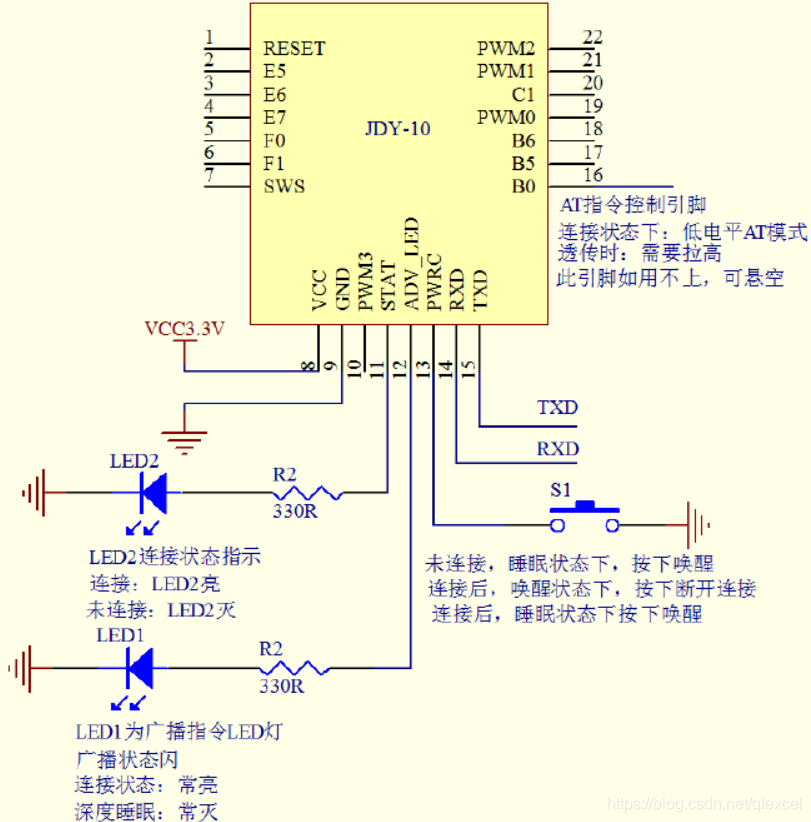 1 RESET
2 E5
3 E6
4 E7
5 F0
6 F1
7 SWS
JDY-10
PWM2 22
PWM1 21
C1 20
PWM0 19
B6 18
B5 17
B0 16
VCC
GND
PWM3
STAT
ADV_LED
PWRC
RXD
TXD
8
9
10
11
12
13
14
15
AT指令控制引脚
连接状态下：低电平AT模式
透传时：需要拉高
此引脚如用不上，可悬空
VCC3.3V
TXD
RXD
LED2
R2
330R
S1
LED2连接状态指示
连接：LED2亮
未连接：LED2灭
未连接，睡眠状态下，按下唤醒
连接后，唤醒状态下，按下断开连接
连接后，睡眠状态下按下唤醒
LED1
R2
330R
LED1为广播指令LED灯
广播状态闪
连接状态：常亮
深度睡眠：常灭
https://blog.csdn.net/qlexcel